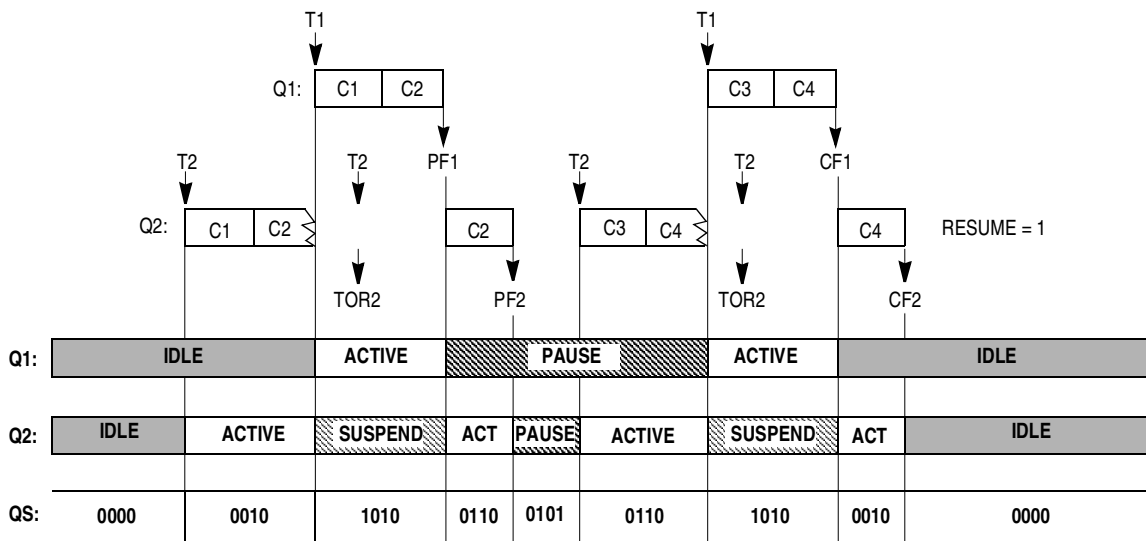 T1 T1
Q1: C1 C2 C3 C4
T2 T2 PF1 T2 T2 CF1
Q2: C1 C2 C2 C3 C4 C4 RESUME = 1
TOR2 PF2 TOR2 CF2
Q1: IDLE ACTIVE PAUSE ACTIVE IDLE
Q2: IDLE ACTIVE SUSPEND ACT PAUSE ACTIVE SUSPEND ACT IDLE
QS: 0000 0010 1010 0110 0101 0110 1010 0010 0000